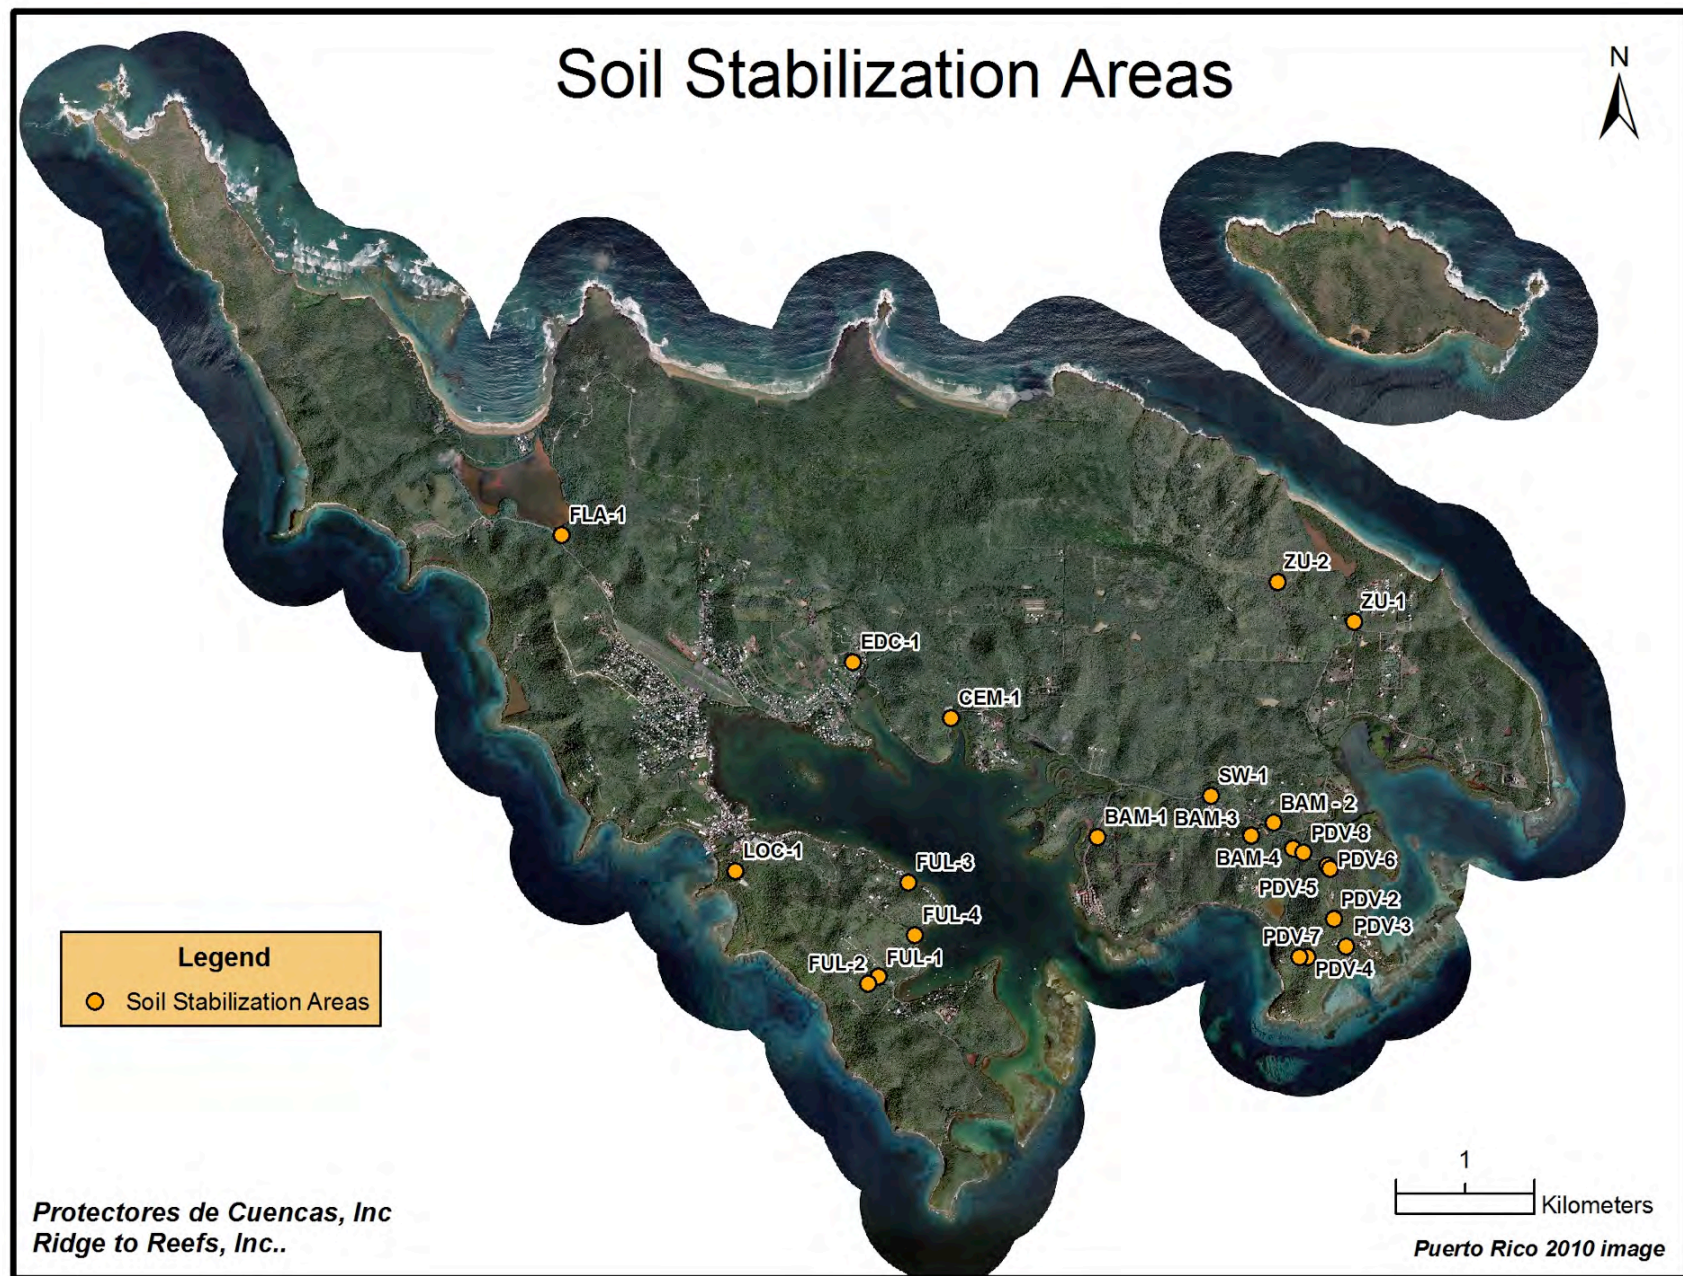 Soil Stabilization Areas
N
FLA-1
ZU-2
ZU-1
EDC-1
CEM-1
SW-1
BAM - 2
BAM-1
BAM-3
PDV-8
BAM-4
PDV-6
LOC-1
FUL-3
PDV-5
PDV-2
FUL-4
PDV-3
PDV-7
FUL-1
FUL-2
PDV-4
Legend
Soil Stabilization Areas
1
Kilometers
Protectores de Cuencas, Inc
Ridge to Reefs, Inc..
Puerto Rico 2010 image